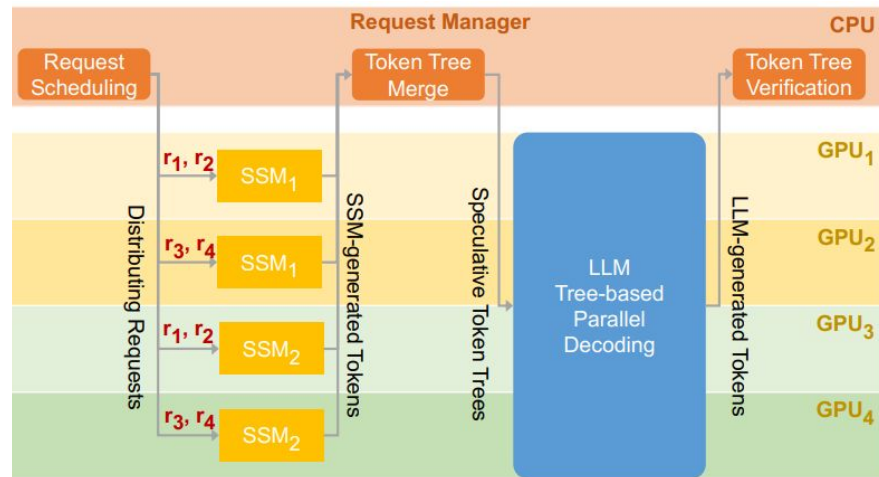 Request Manager
CPU
Request
Scheduling
Token Tree
Merge
Token Tree
Verification
GPU₁
r₁, r₂
SSM₁
GPU₂
r₃, r₄
SSM₁
GPU₃
r₁, r₂
SSM₂
GPU₄
r₃, r₄
SSM₂
Distributing Requests
SSM-generated Tokens
Speculative Token Trees
LLM
Tree-based
Parallel
Decoding
LLM-generated Tokens